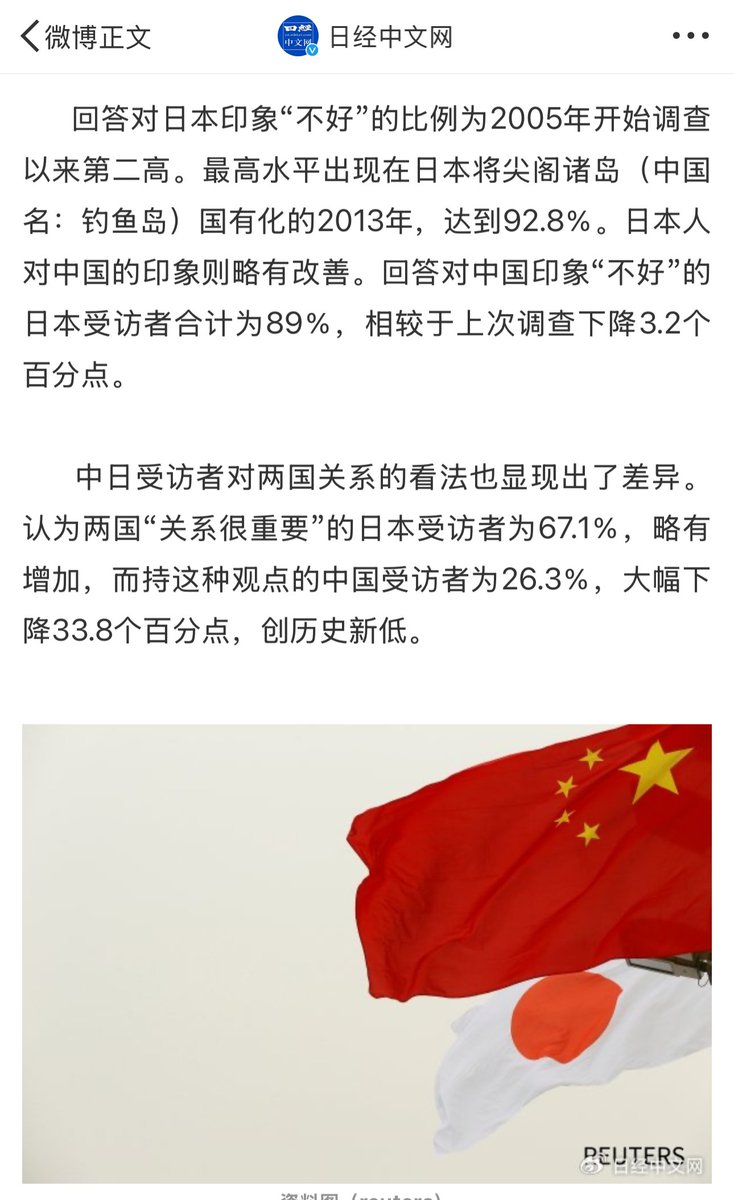 微博正文
日经中文网
回答对日本印象“不好”的比例为2005年开始调查
以来第二高。最高水平出现在日本将尖阁诸岛（中国
名：钓鱼岛）国有化的2013年，达到92.8%。日本人
对中国的印象则略有改善。回答对中国印象“不好”的
日本受访者合计为89%，相较于上次调查下降3.2个
百分点。
中日受访者对两国关系的看法也显现出了差异。
认为两国“关系很重要”的日本受访者为67.1%，略有
增加，而持这种观点的中国受访者为26.3%，大幅下
降33.8个百分点，创历史新低。
REUTERS
日经中文网
资料图（reuters）